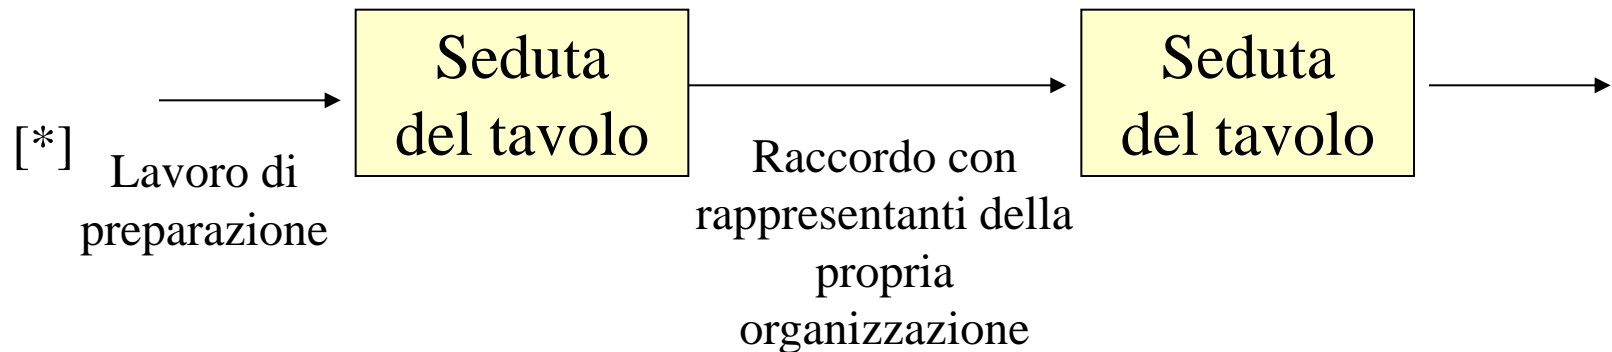 [*]
Lavoro di
preparazione
Seduta
del tavolo
Raccordo con
rappresentanti della
propria
organizzazione
Seduta
del tavolo